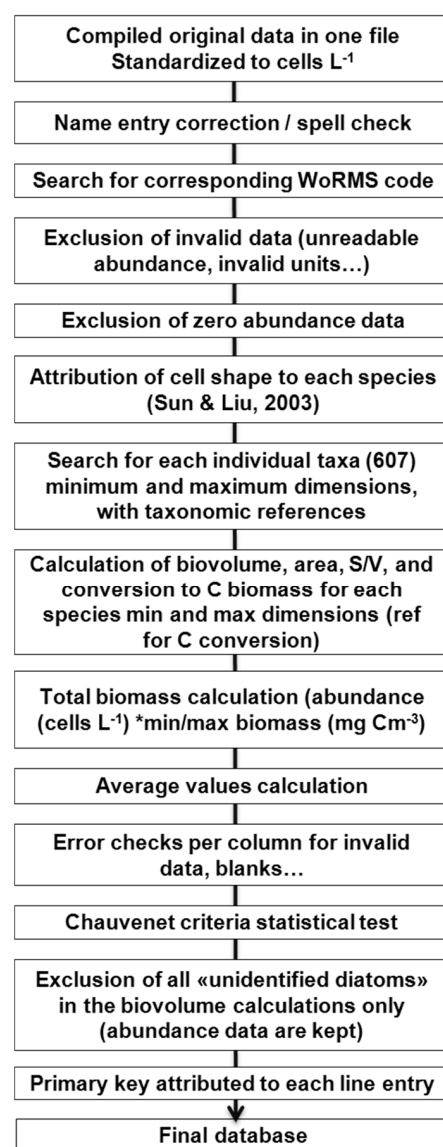 Compiled original data in one file
Standardized to cells L⁻¹
Name entry correction / spell check
Search for corresponding WoRMS code
Exclusion of invalid data (unreadable
abundance, invalid units…)
Exclusion of zero abundance data
Attribution of cell shape to each species
(Sun & Liu, 2003)
Search for each individual taxa (607)
minimum and maximum dimensions,
with taxonomic references
Calculation of biovolume, area, S/V, and
conversion to C biomass for each
species min and max dimensions (ref
for C conversion)
Total biomass calculation (abundance
(cells L⁻¹) *min/max biomass (mg Cm⁻³)
Average values calculation
Error checks per column for invalid
data, blanks…
Chauvenet criteria statistical test
Exclusion of all «unidentified diatoms»
in the biovolume calculations only
(abundance data are kept)
Primary key attributed to each line entry
Final database